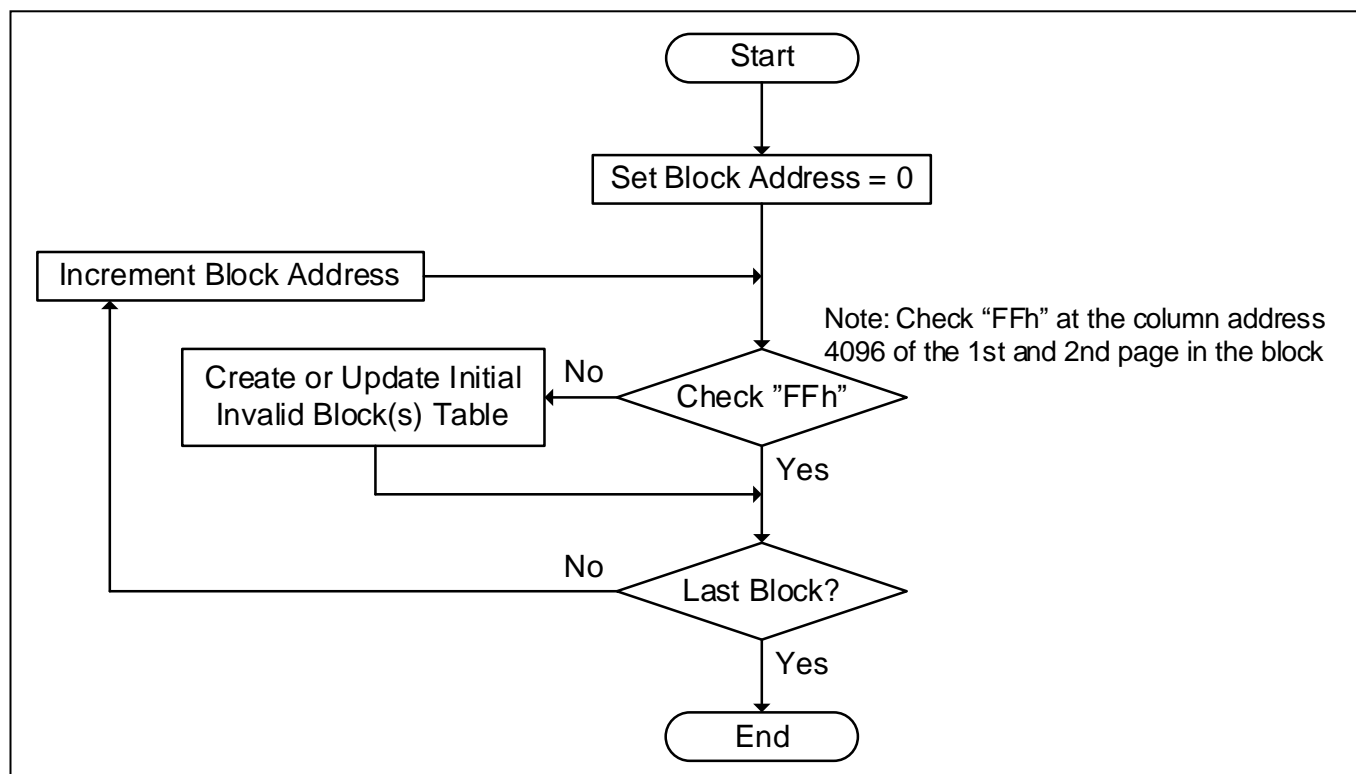 Start
Set Block Address = 0
Increment Block Address
Note: Check “FFh” at the column address
4096 of the 1st and 2nd page in the block
Create or Update Initial
Invalid Block(s) Table
No
Check ”FFh”
Yes
No
Last Block?
Yes
End